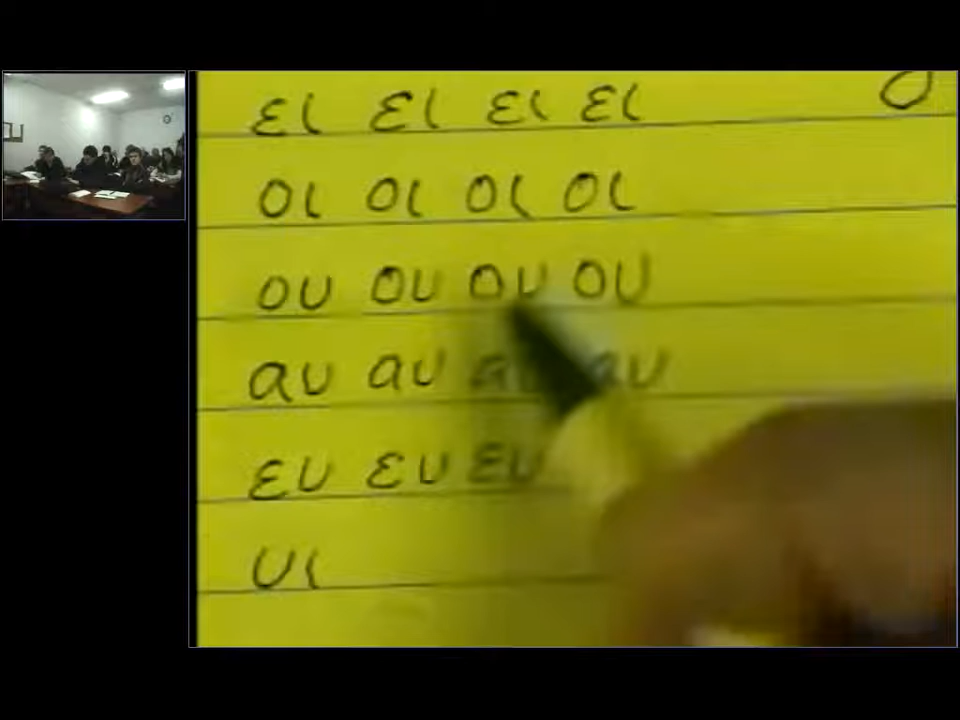 ει ει ει ει
οι οι οι οι
ου ου ου ου
αυ αυ αυ αυ
ευ ευ ευ
υι